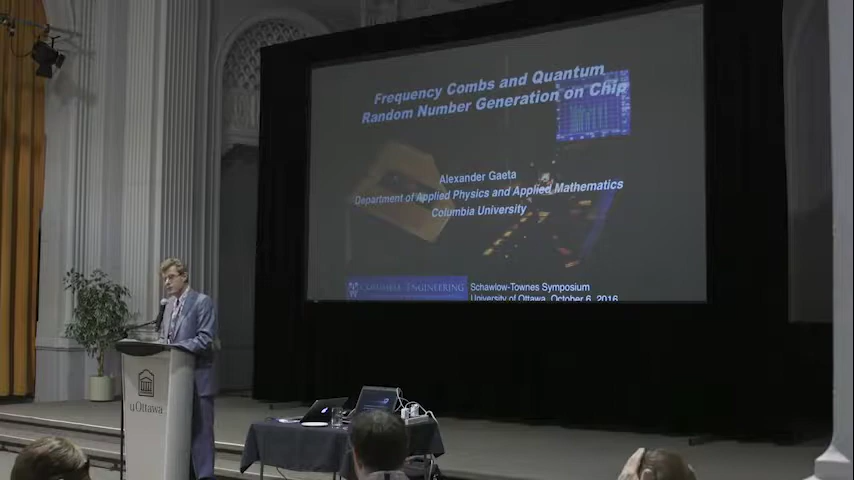 Frequency Combs and Quantum
Random Number Generation on Chip
Alexander Gaeta
Department of Applied Physics and Applied Mathematics
Columbia University
COLUMBIA ENGINEERING
Schawlow-Townes Symposium
University of Ottawa, October 6, 2016
uOttawa